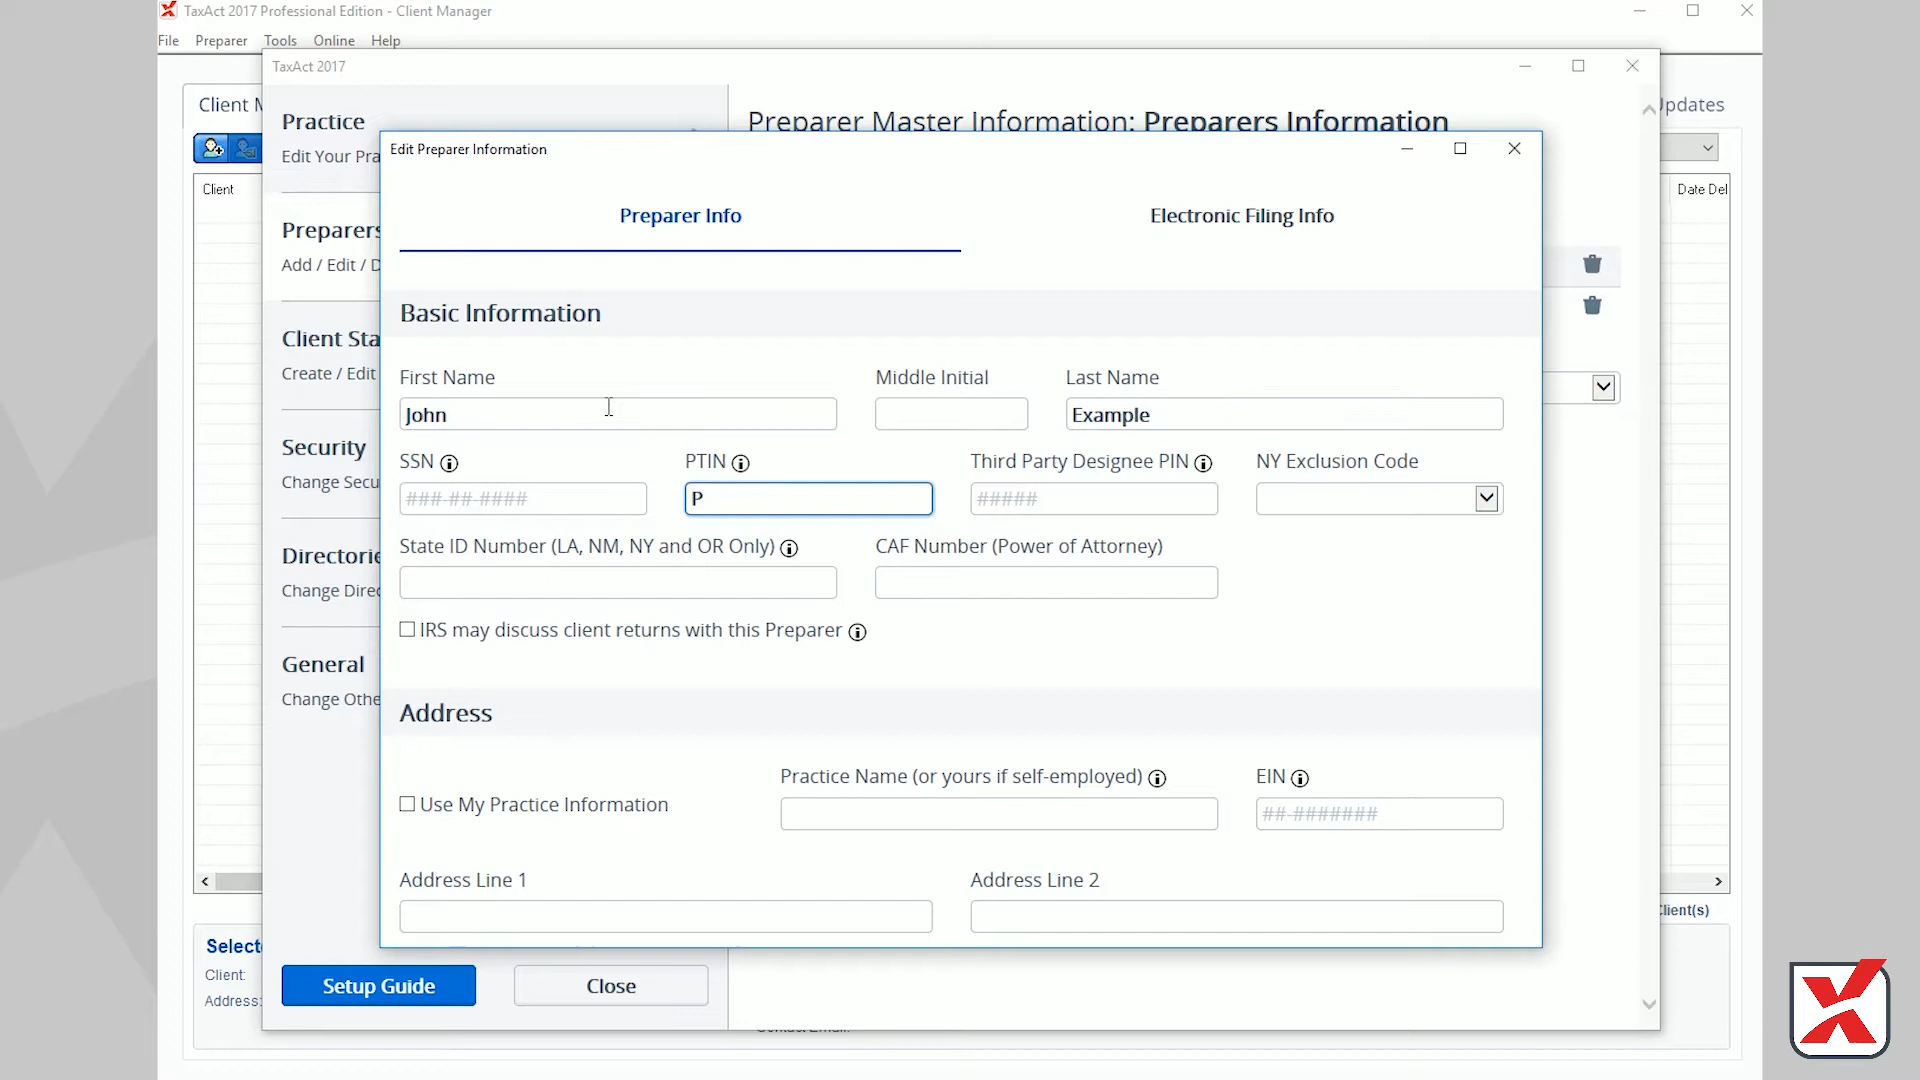 TaxAct 2017 Professional Edition - Client Manager
File Preparer Tools Online Help
TaxAct 2017
Client M
Updates
Practice
Edit Your Pra
Preparer Master Information: Preparers Information
Edit Preparer Information
Client
Date Del
Preparer Info
Electronic Filing Info
Preparers
Add / Edit / D
Basic Information
Client Sta
Create / Edit
First Name
Middle Initial
Last Name
John
Example
Security
Change Secu
SSN
PTIN
Third Party Designee PIN
NY Exclusion Code
###-##-####
P
#####
Directorie
Change Direc
State ID Number (LA, NM, NY and OR Only)
CAF Number (Power of Attorney)
IRS may discuss client returns with this Preparer
General
Change Othe
Address
Practice Name (or yours if self-employed)
EIN
Use My Practice Information
##-#######
Address Line 1
Address Line 2
Client(s)
Selecte
Client:
Address:
Setup Guide
Close
Contact Email: